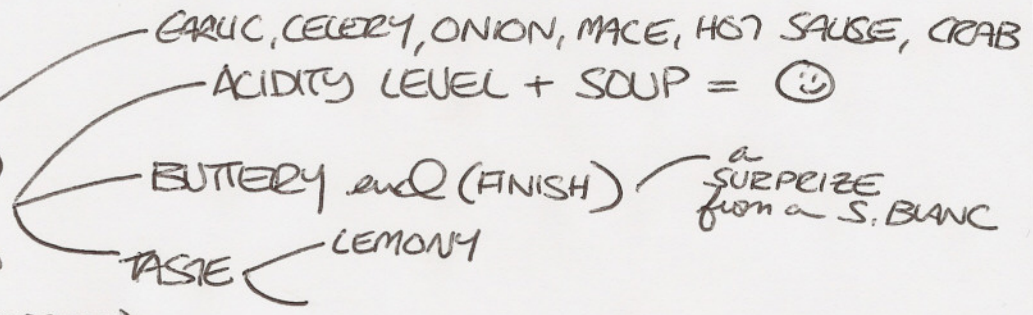 GARLIC, CELERY, ONION, MACE, HOT SAUSE, CRAB
ACIDITY LEVEL + SOUP = ☺
BUTTERY end (FINISH)
a
SURPRIZE
from a S. BLANC
TASTE
LEMONY